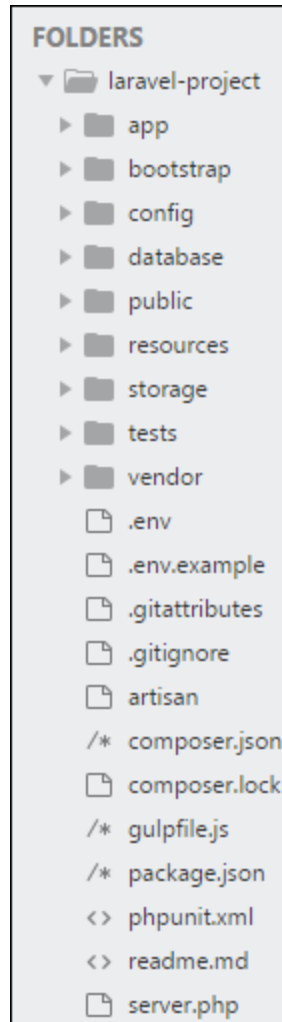 FOLDERS
laravel-project
app
bootstrap
config
database
public
resources
storage
tests
vendor
.env
.env.example
.gitattributes
.gitignore
artisan
/* composer.json
composer.lock
/* gulpfile.js
/* package.json
<> phpunit.xml
<> readme.md
server.php